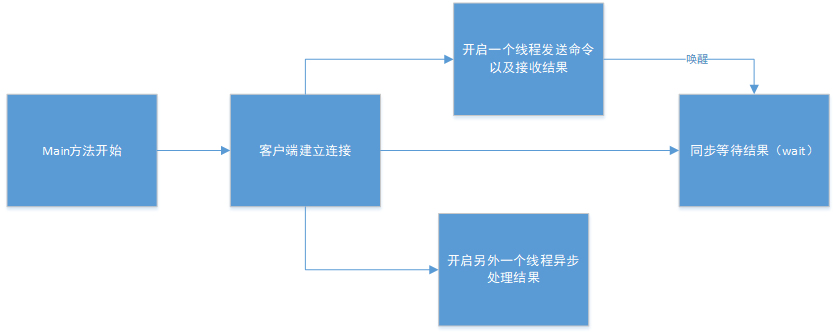 Main方法开始
客户端建立连接
开启一个线程发送命令
以及接收结果
唤醒
同步等待结果（wait）
开启另外一个线程异步
处理结果